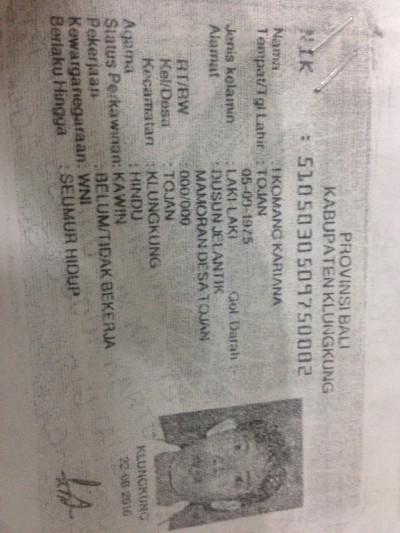 PROVINSI BALI
KABUPATEN KLUNGKUNG
NIK : 5105030509750002
Nama : I KOMANG KARIANA
Tempat/Tgl Lahir : TOJAN
05-09-1975
Jenis kelamin : LAKI-LAKI Gol. Darah :-
Alamat : DUSUN JELANTIK
MAMORAN DESA TOJAN
RT/RW : 000/000
Kel/Desa : TOJAN
Kecamatan : KLUNGKUNG
Agama : HINDU
Status Perkawinan: KAWIN
Pekerjaan : BELUM/TIDAK BEKERJA
Kewarganegaraan: WNI
Berlaku Hingga : SEUMUR HIDUP
KLUNGKUNG
22-08-2016